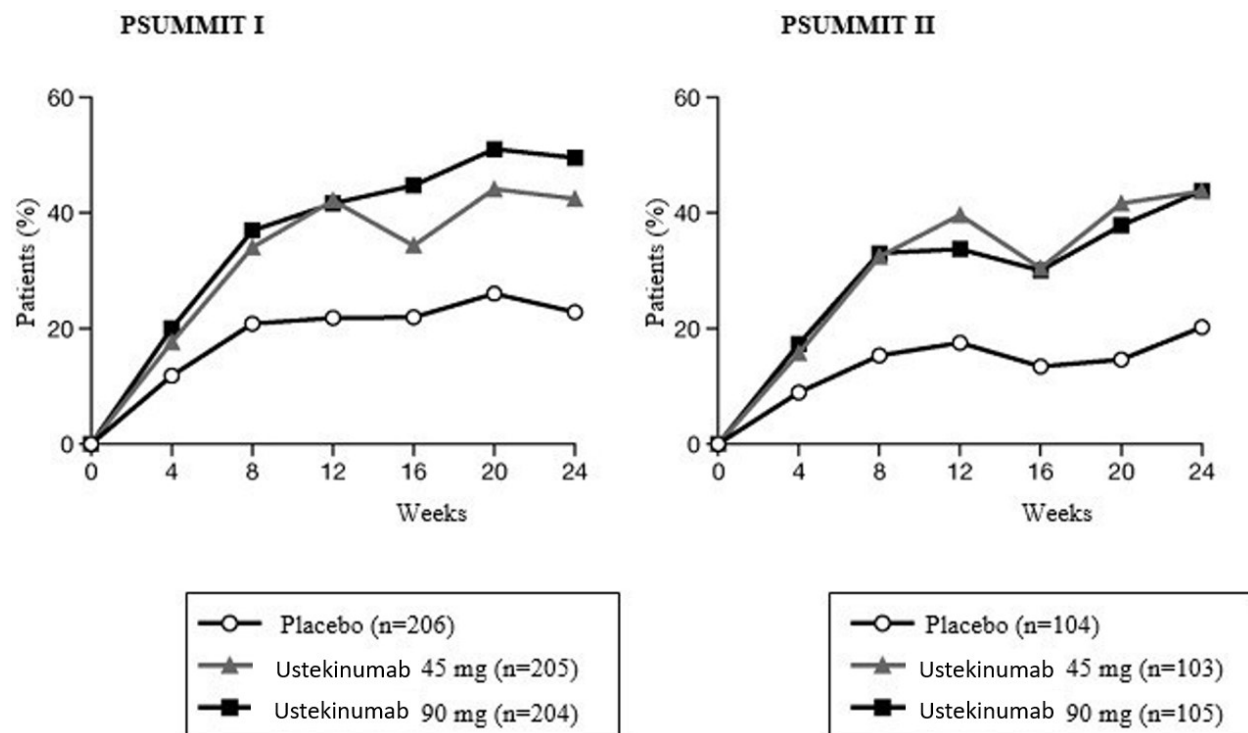 PSUMMIT I
60
40
20
0
Patients (%)
0 4 8 12 16 20 24
Weeks
Placebo (n=206)
Ustekinumab 45 mg (n=205)
Ustekinumab 90 mg (n=204)
PSUMMIT II
60
40
20
0
Patients (%)
0 4 8 12 16 20 24
Weeks
Placebo (n=104)
Ustekinumab 45 mg (n=103)
Ustekinumab 90 mg (n=105)